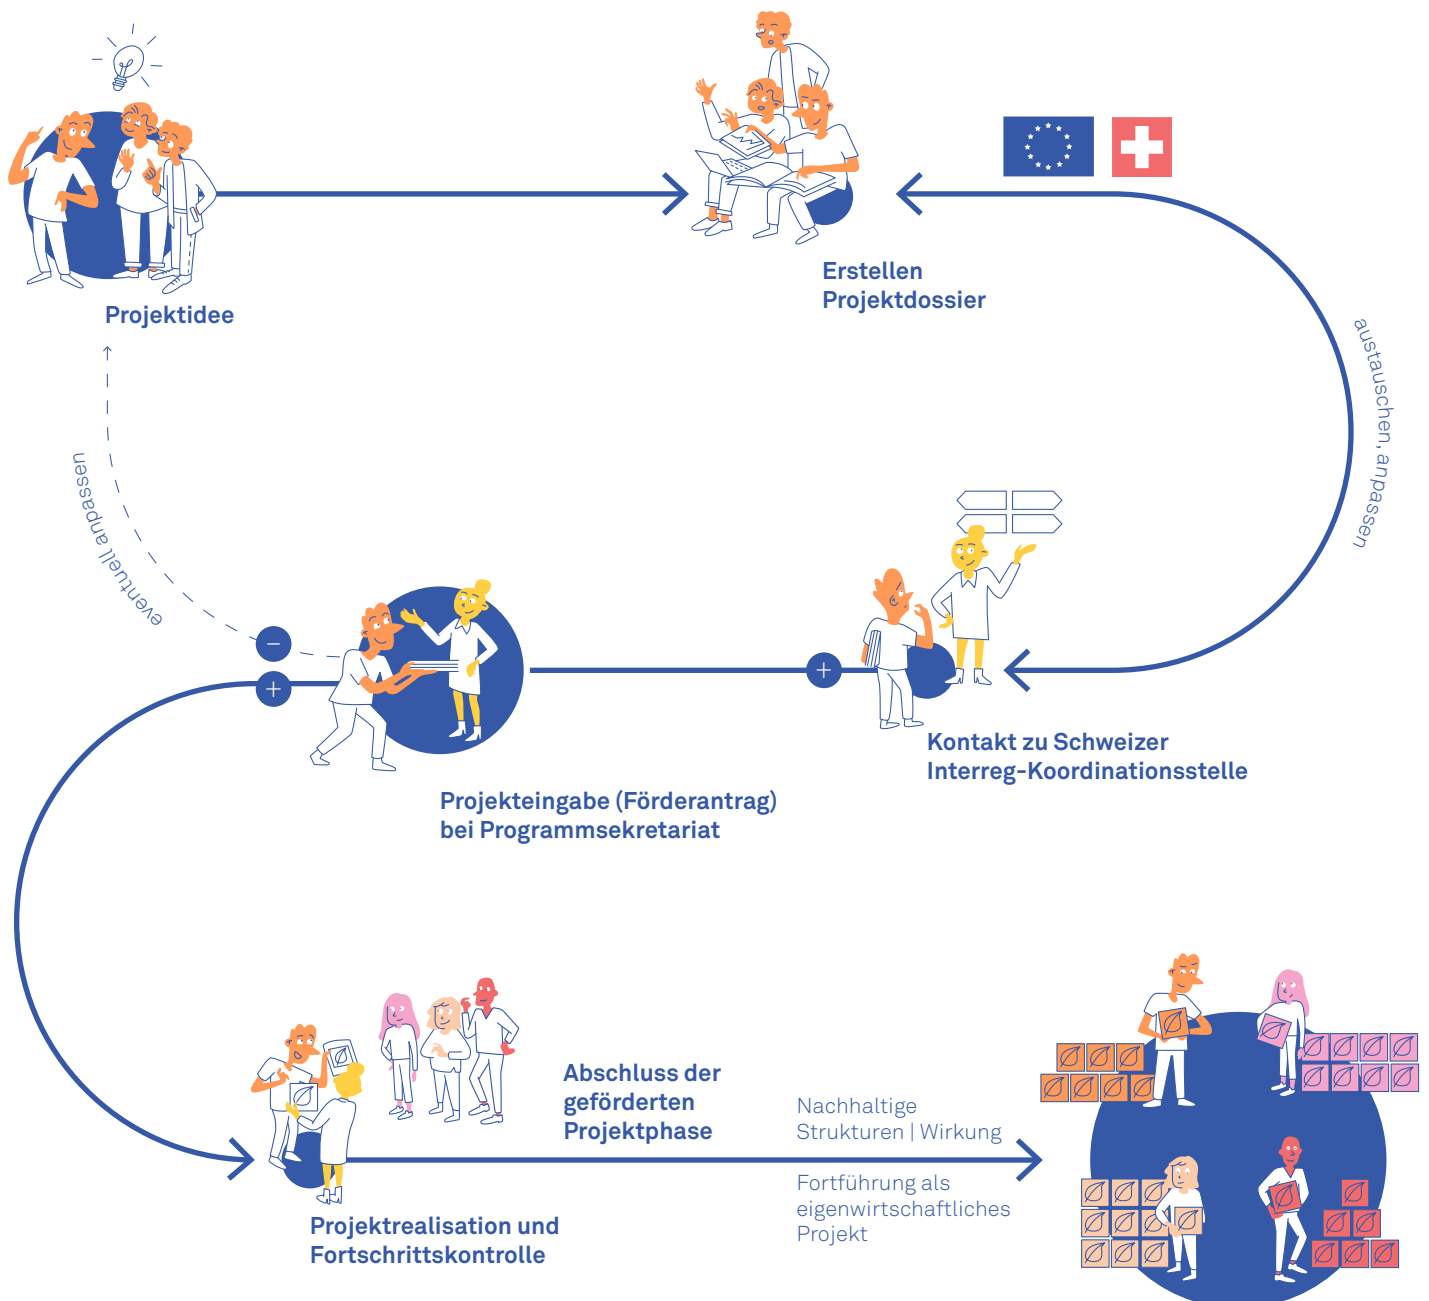 Projektidee
Erstellen
Projektdossier
austauschen, anpassen
eventuell anpassen
Kontakt zu Schweizer
Interreg-Koordinationsstelle
Projekteingabe (Förderantrag)
bei Programmsekretariat
Abschluss der
geförderten
Projektphase
Nachhaltige
Strukturen | Wirkung
Fortführung als
eigenwirtschaftliches
Projekt
Projektrealisation und
Fortschrittskontrolle